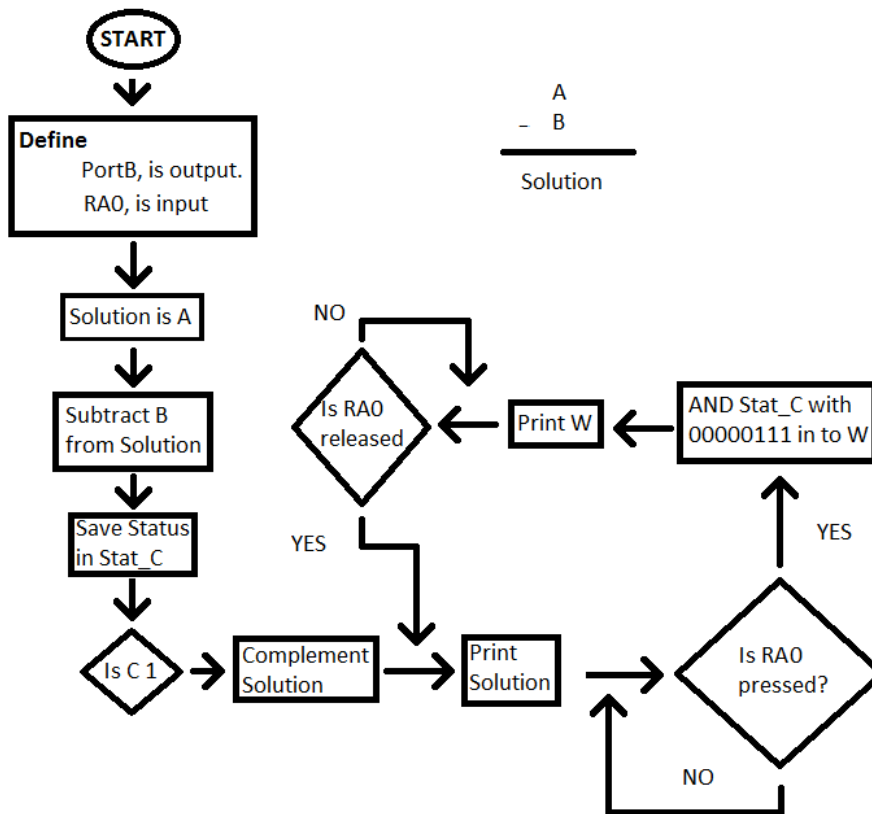 START
Define
PortB, is output.
RA0, is input
Solution is A
Subtract B
from Solution
Save Status
in Stat_C
Is C 1
Complement
Solution
Print
Solution
Is RA0
pressed?
NO
YES
AND Stat_C with
00000111 in to W
Print W
Is RA0
released
NO
YES
A
– B
Solution